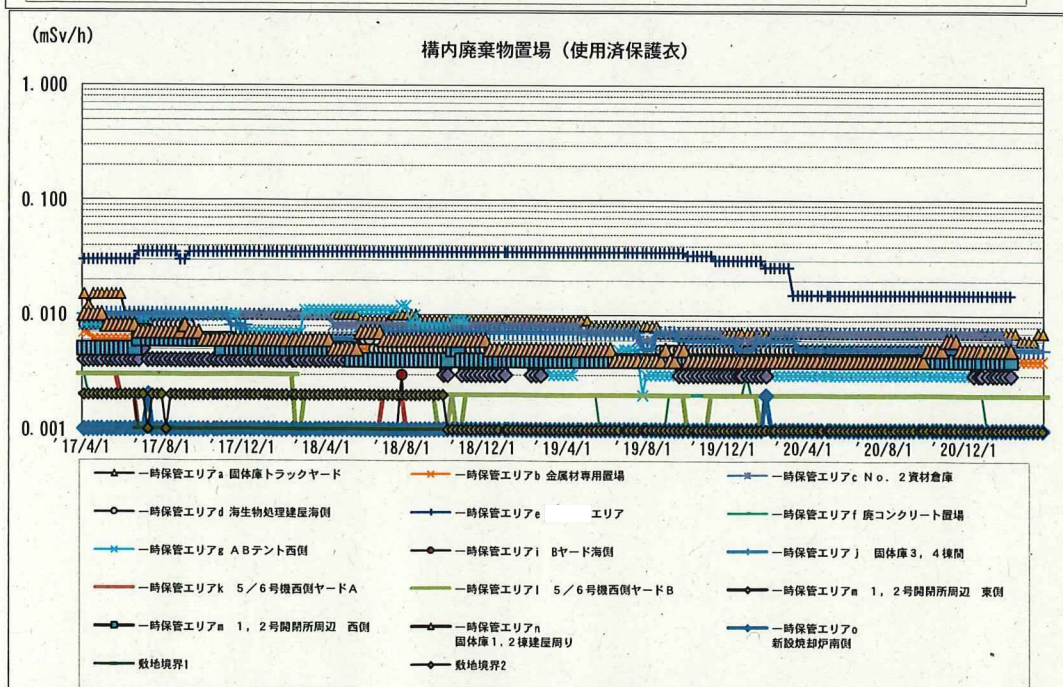 (mSv/h)
構内廃棄物置場（使用済保護衣）
1.000
0.100
0.010
0.001
'17/4/1 '17/8/1 '17/12/1 '18/4/1 '18/8/1 '18/12/1 '19/4/1 '19/8/1 '19/12/1 '20/4/1 '20/8/1 '20/12/1
一時保管エリアa 固体庫トラックヤード
一時保管エリアb 金属材専用置場
一時保管エリアc Ｎｏ．２資材倉庫
一時保管エリアd 海生物処理建屋海側
一時保管エリアe エリア
一時保管エリアf 廃コンクリート置場
一時保管エリアg ＡＢテント西側
一時保管エリアi Ｂヤード海側
一時保管エリアj 固体庫３，４棟間
一時保管エリアk ５／６号機西側ヤードＡ
一時保管エリアl ５／６号機西側ヤードＢ
一時保管エリアm １，２号開閉所周辺 東側
一時保管エリアm １，２号開閉所周辺 西側
一時保管エリアn
固体庫1,2棟建屋周り
一時保管エリアo
新設焼却炉南側
敷地境界1
敷地境界2